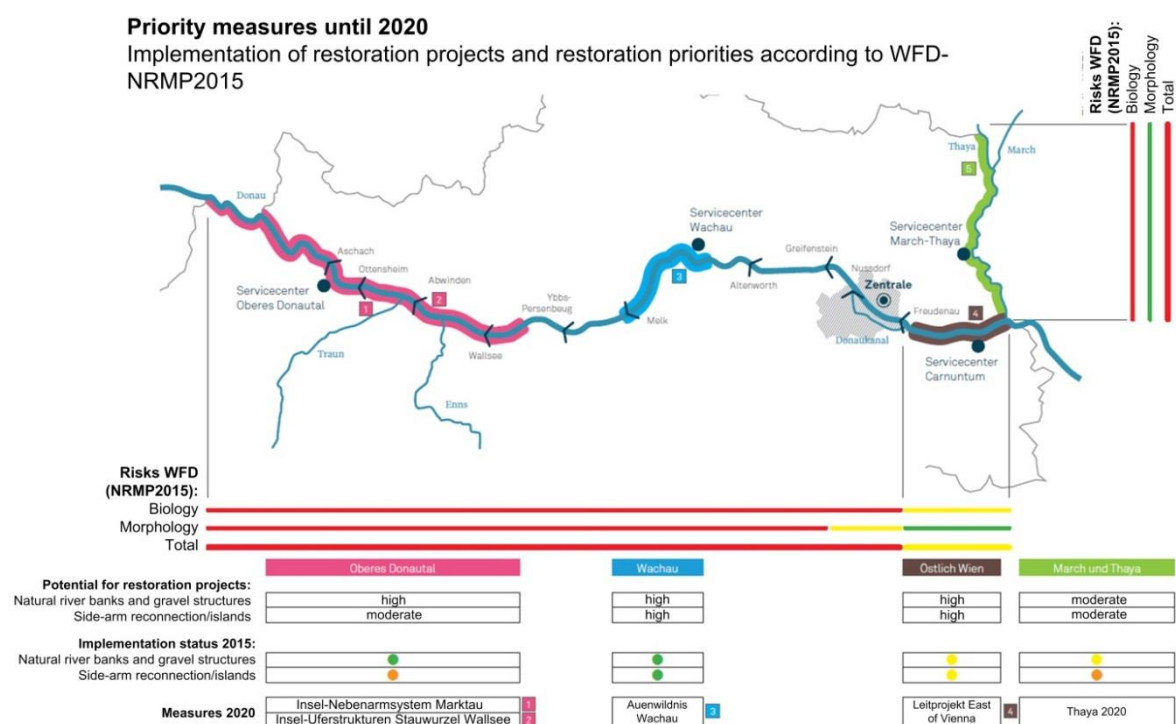 Priority measures until 2020
Implementation of restoration projects and restoration priorities according to WFD-
NRMP2015
Risks WFD
(NRMP2015):
Biology
Morphology
Total
Thaya
March
5
Donau
Servicecenter
Wachau
Servicecenter
March-Thaya
Aschach
Greifenstein
Ottensheim
Nussdorf
Abwinden
3
Altenworth
Zentrale
Servicecenter
Oberes Donautal
1
2
Ybbs-
Persenbeug
Melk
Freudenau
4
Donaukanal
Traun
Wallsee
Servicecenter
Carnuntum
Enns
Risks WFD
(NRMP2015):
Biology
Morphology
Total
Oberes Donautal Wachau Östlich Wien March und Thaya
Potential for restoration projects:
Natural river banks and gravel structures high high high moderate
Side-arm reconnection/islands moderate high high moderate
Implementation status 2015:
Natural river banks and gravel structures
Side-arm reconnection/islands
Measures 2020
Insel-Nebenarmsystem Marktau 1
Insel-Uferstrukturen Stauwurzel Wallsee 2
Auenwildnis
Wachau
3
Leitprojekt East
of Vienna
4
Thaya 2020